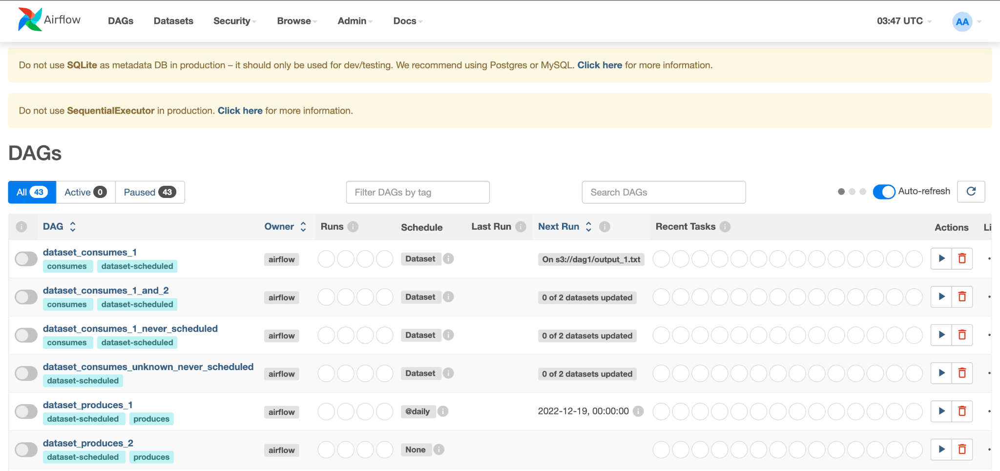 Airflow DAGs Datasets Security Browse Admin Docs 03:47 UTC AA
Do not use SQLite as metadata DB in production – it should only be used for dev/testing. We recommend using Postgres or MySQL. Click here for more information.
Do not use SequentialExecutor in production. Click here for more information.
DAGs
All 43 Active 0 Paused 43 Filter DAGs by tag Search DAGs Auto-refresh
DAG Owner Runs Schedule Last Run Next Run Recent Tasks Actions Li
dataset_consumes_1
consumes dataset-scheduled airflow Dataset On s3://dag1/output_1.txt
dataset_consumes_1_and_2
consumes dataset-scheduled airflow Dataset 0 of 2 datasets updated
dataset_consumes_1_never_scheduled
consumes dataset-scheduled airflow Dataset 0 of 2 datasets updated
dataset_consumes_unknown_never_scheduled
dataset-scheduled airflow Dataset 0 of 2 datasets updated
dataset_produces_1
dataset-scheduled produces airflow @daily 2022-12-19, 00:00:00
dataset_produces_2
dataset-scheduled produces airflow None